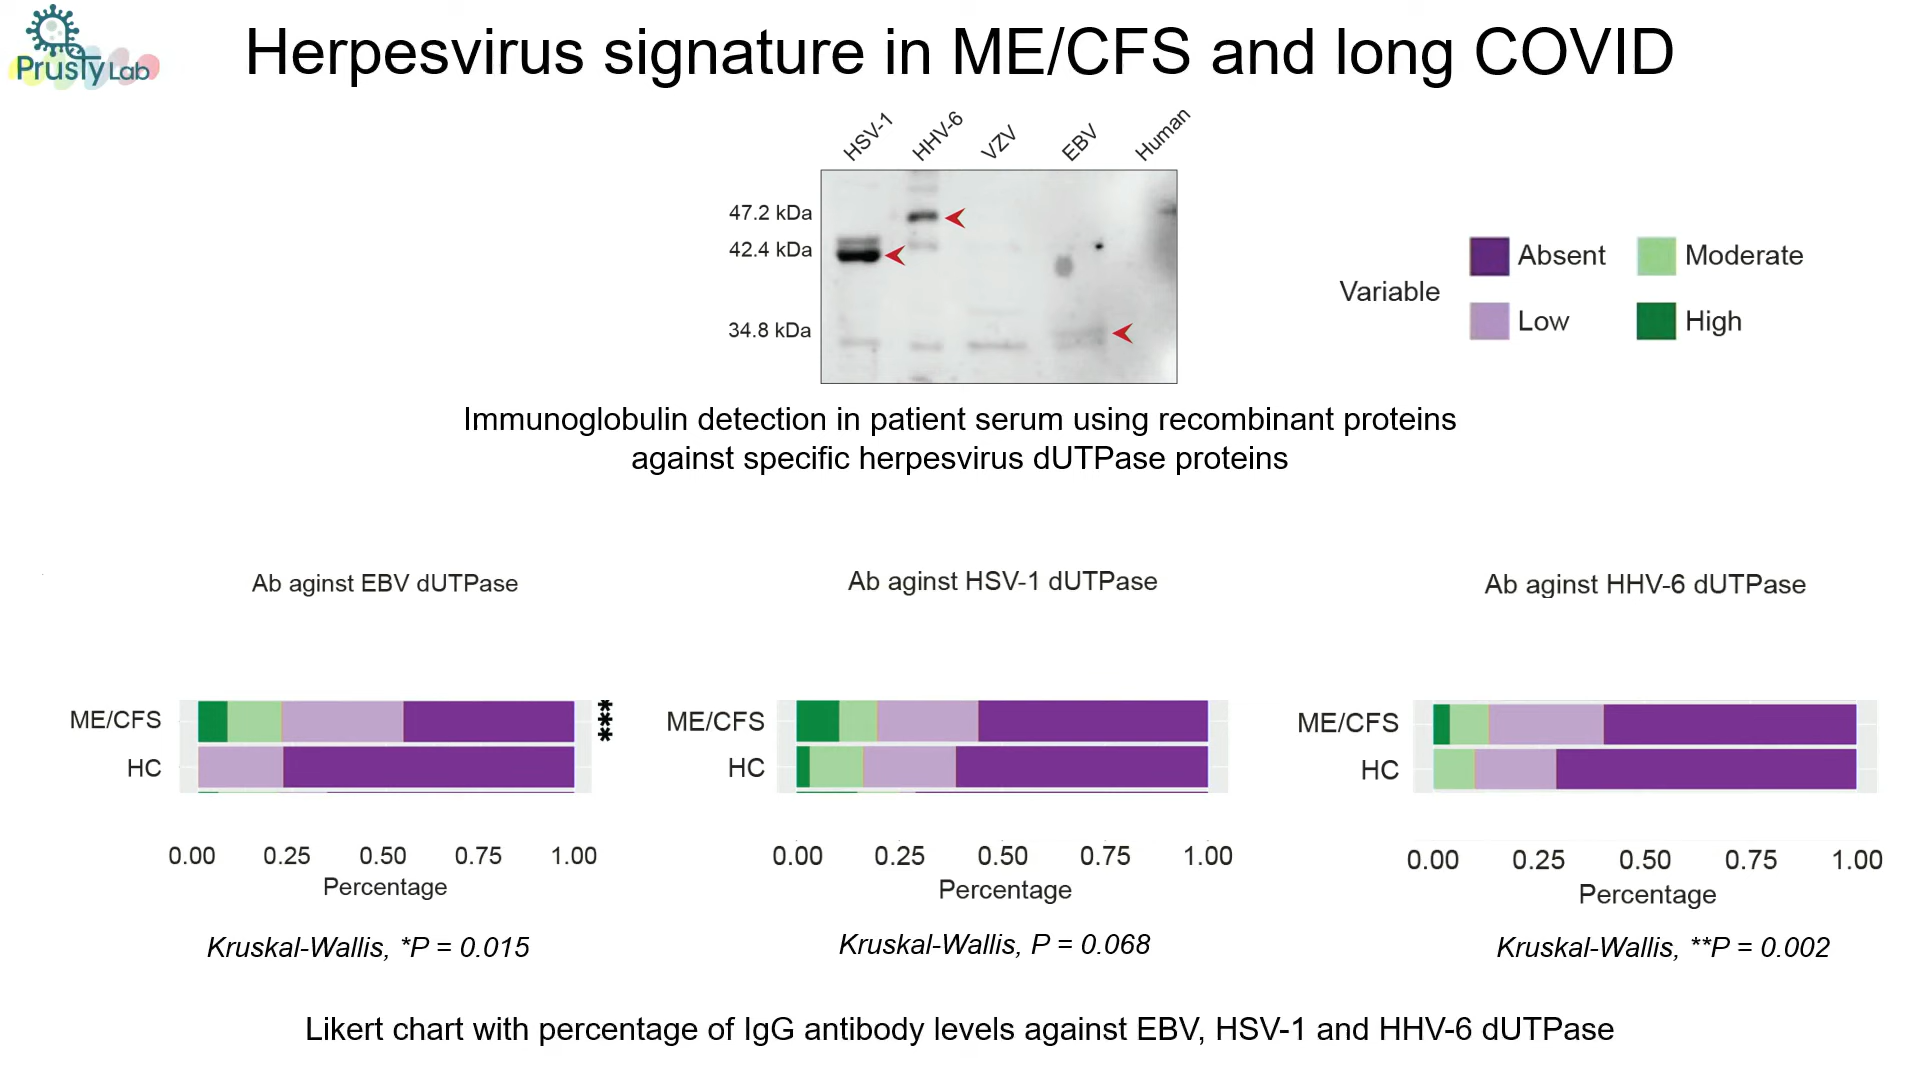 Prusty Lab
Herpesvirus signature in ME/CFS and long COVID
HSV-1 HHV-6 VZV EBV Human
47.2 kDa
42.4 kDa
34.8 kDa
Variable
Absent Moderate
Low High
Immunoglobulin detection in patient serum using recombinant proteins
against specific herpesvirus dUTPase proteins
Ab aginst EBV dUTPase
ME/CFS ***
HC
0.00 0.25 0.50 0.75 1.00
Percentage
Kruskal-Wallis, *P = 0.015
Ab aginst HSV-1 dUTPase
ME/CFS
HC
0.00 0.25 0.50 0.75 1.00
Percentage
Kruskal-Wallis, P = 0.068
Ab aginst HHV-6 dUTPase
ME/CFS
HC
0.00 0.25 0.50 0.75 1.00
Percentage
Kruskal-Wallis, **P = 0.002
Likert chart with percentage of IgG antibody levels against EBV, HSV-1 and HHV-6 dUTPase